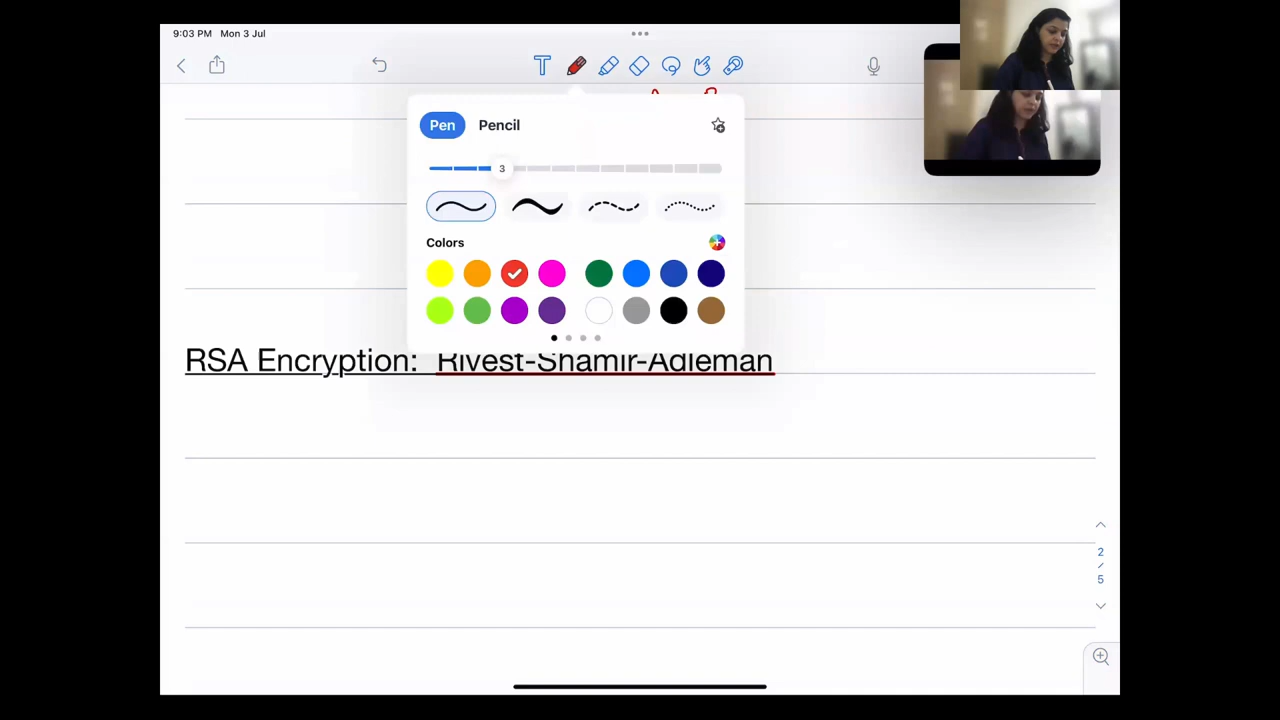 9:03 PM Mon 3 Jul
T
Pen Pencil
3
Colors
RSA Encryption: Rivest-Shamir-Adleman
2
/
5